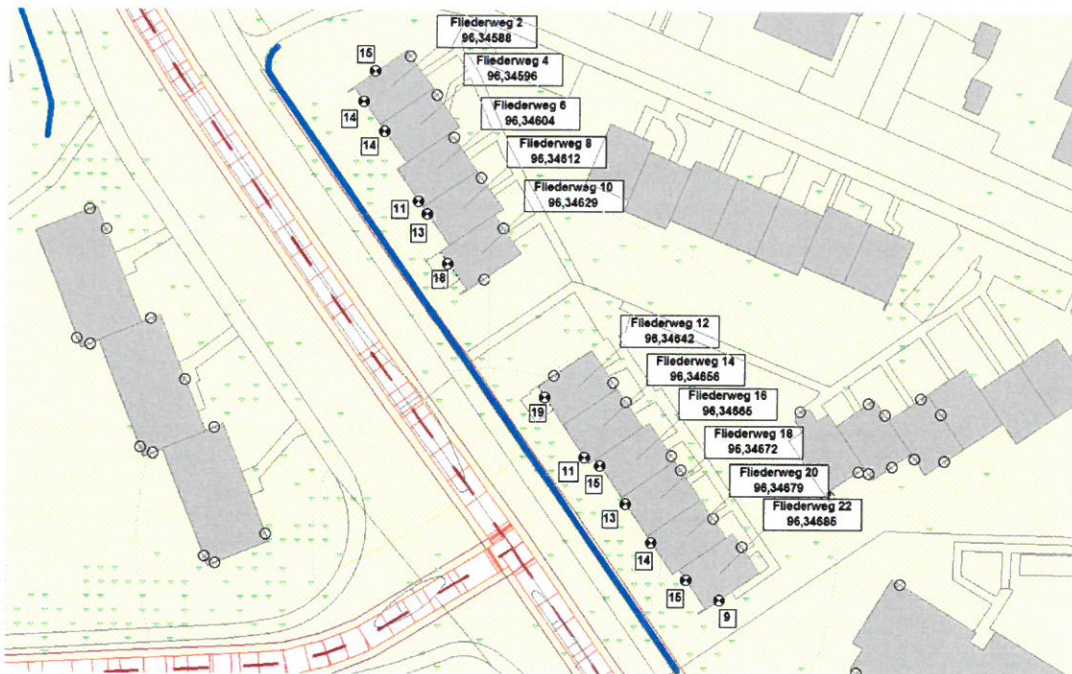 Fliederweg 2
96,34588
15
Fliederweg 4
96,34596
14
Fliederweg 6
96,34604
14
Fliederweg 8
96,34612
Fliederweg 10
96,34629
11
13
18
Fliederweg 12
96,34642
Fliederweg 14
96,34656
19
Fliederweg 16
96,34665
Fliederweg 18
96,34672
11
15
Fliederweg 20
96,34679
13
Fliederweg 22
96,34685
14
15
9